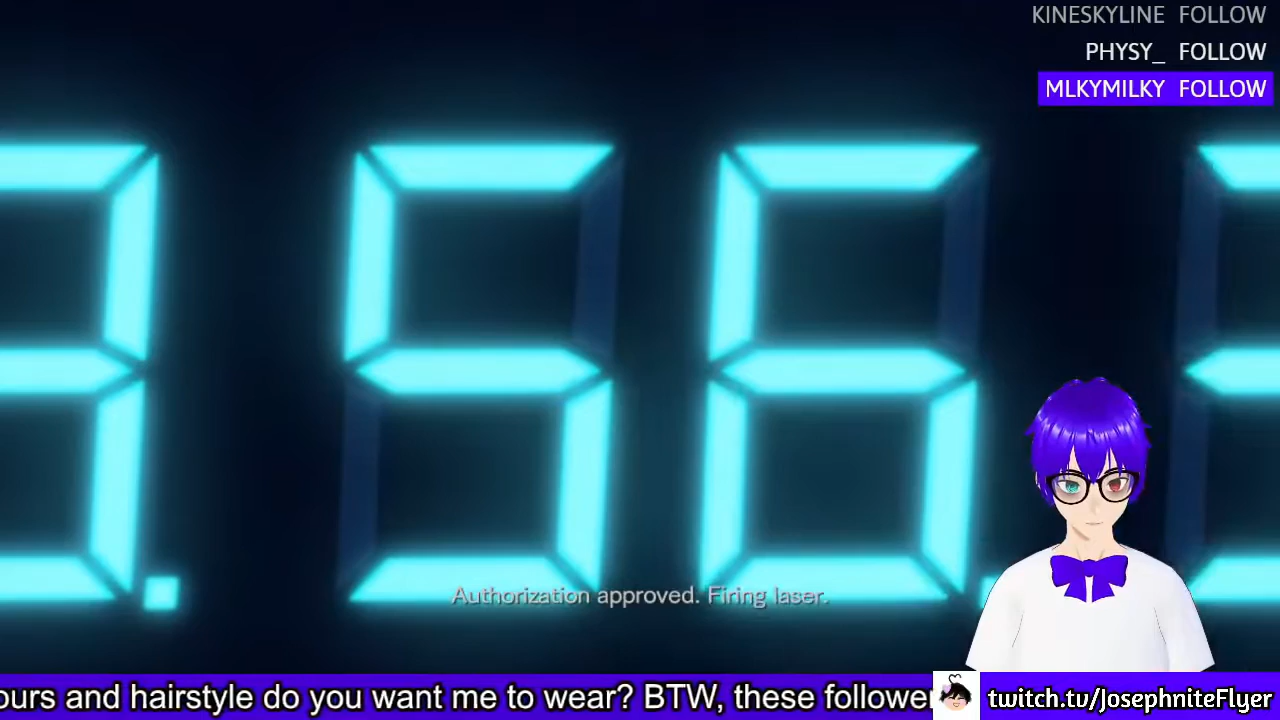 KINESKYLINE FOLLOW
PHYSY_ FOLLOW
MLKYMILKY FOLLOW
56
Authorization approved. Firing laser.
ours and hairstyle do you want me to wear? BTW, these follower
twitch.tv/JosephniteFlyer